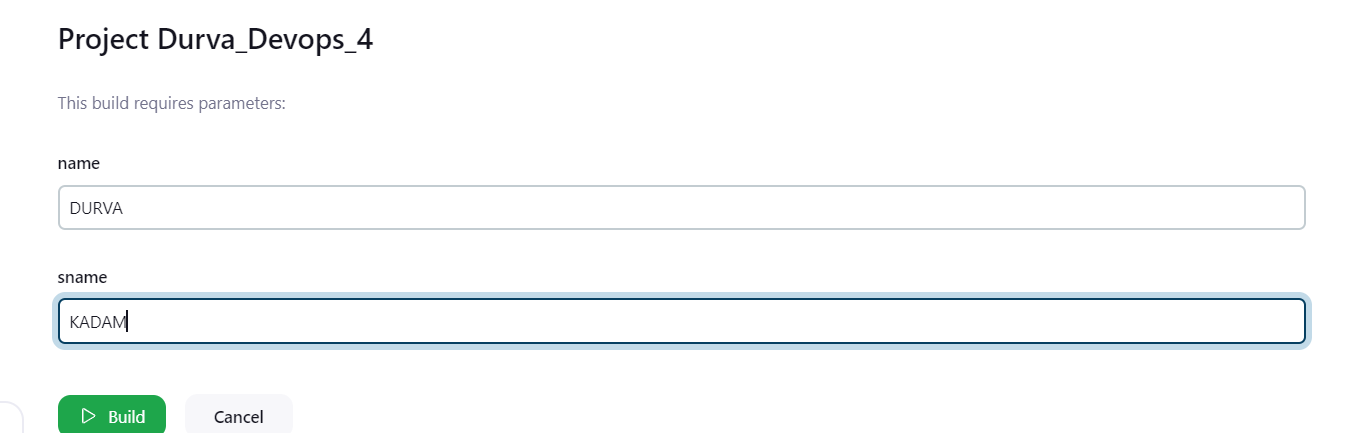 Project Durva_Devops_4
This build requires parameters:
name
DURVA
sname
KADAM
Build Cancel